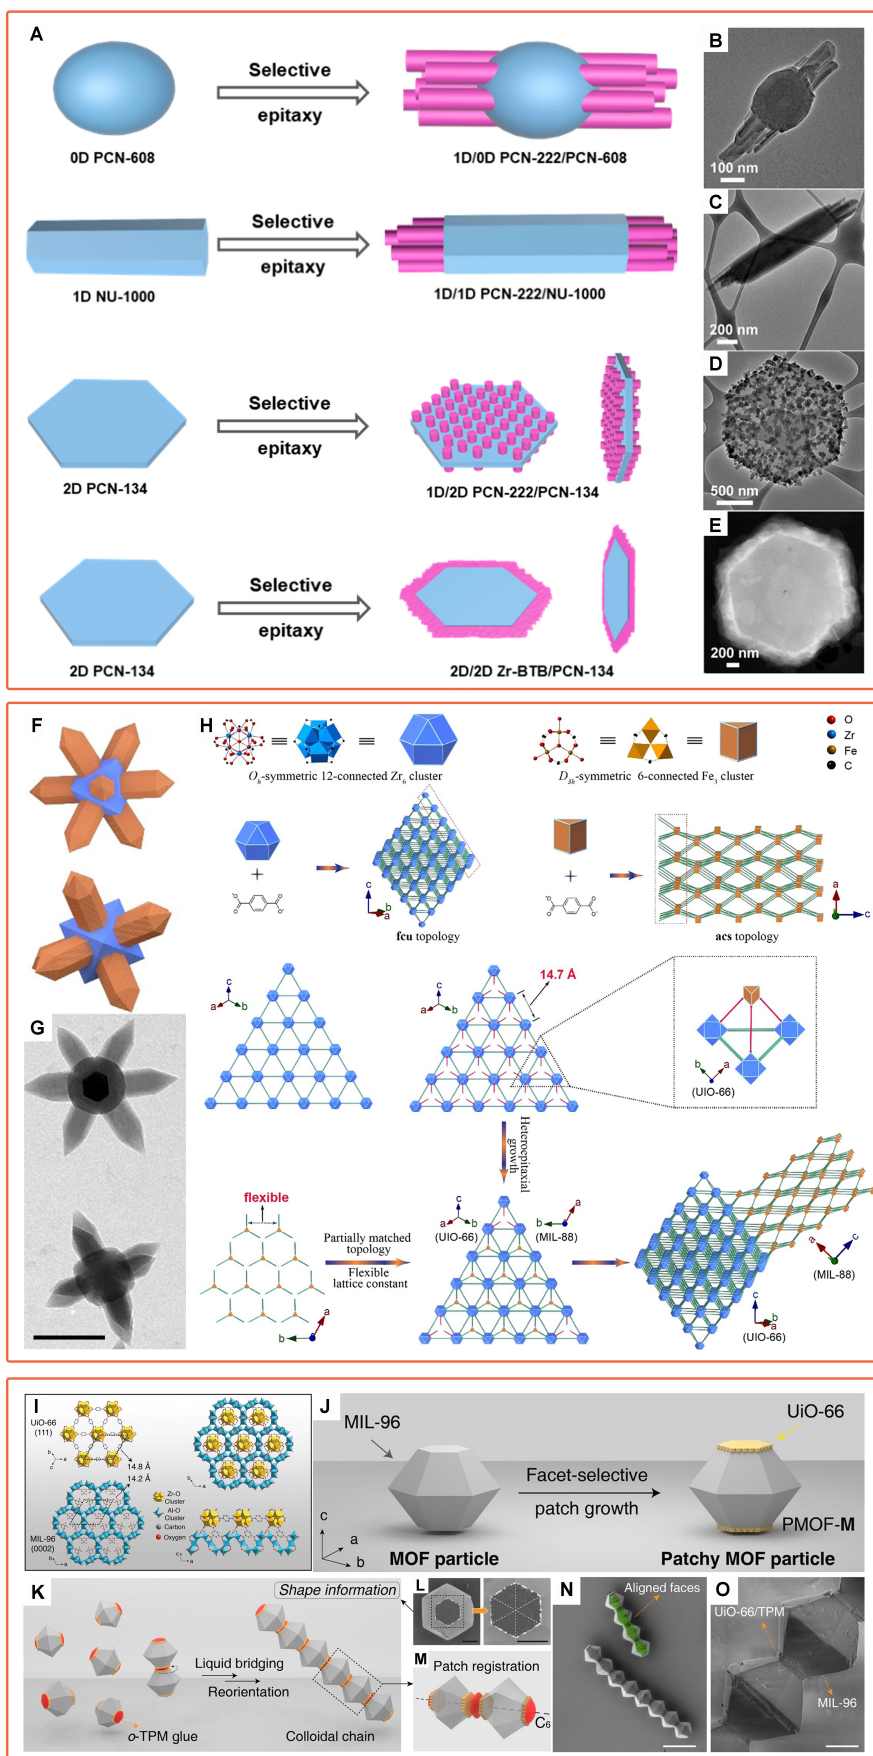 A
Selective
epitaxy
0D PCN-608
1D/0D PCN-222/PCN-608
B
100 nm
Selective
epitaxy
1D NU-1000
1D/1D PCN-222/NU-1000
C
200 nm
Selective
epitaxy
2D PCN-134
1D/2D PCN-222/PCN-134
D
500 nm
Selective
epitaxy
2D PCN-134
2D/2D Zr-BTB/PCN-134
E
200 nm
F
G
H
Oh-symmetric 12-connected Zr6 cluster
D3h-symmetric 6-connected Fe3 cluster
O
Zr
Fe
C
c
b
a
fcu topology
a
c
acs topology
c
a b
c
a b
14.7 Å
b a
(UIO-66)
Heteroepitaxial
growth
flexible
Partially matched
topology
Flexible
lattice constant
a
b
c
a b
(UIO-66)
a
b
(MIL-88)
a c
(MIL-88)
c
b
a
(UIO-66)
I
UiO-66
(111)
b
a
c
14.8 Å
14.2 Å
MIL-96
(0002)
b
a
Zr-O
Cluster
Al-O
Cluster
Carbon
Oxygen
b
a
c
a
J
MIL-96
UiO-66
Facet-selective
patch growth
PMOF-M
c
a
b
MOF particle
Patchy MOF particle
K
Shape information
Liquid bridging
Reorientation
o-TPM glue
Colloidal chain
L
M
Patch registration
C6
N
Aligned faces
O
UiO-66/TPM
MIL-96